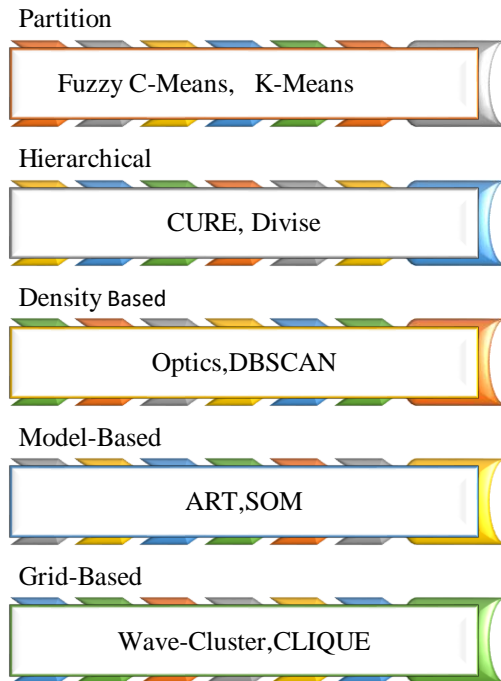 Partition
Fuzzy C-Means, K-Means
Hierarchical
CURE, Divise
Density Based
Optics,DBSCAN
Model-Based
ART,SOM
Grid-Based
Wave-Cluster,CLIQUE